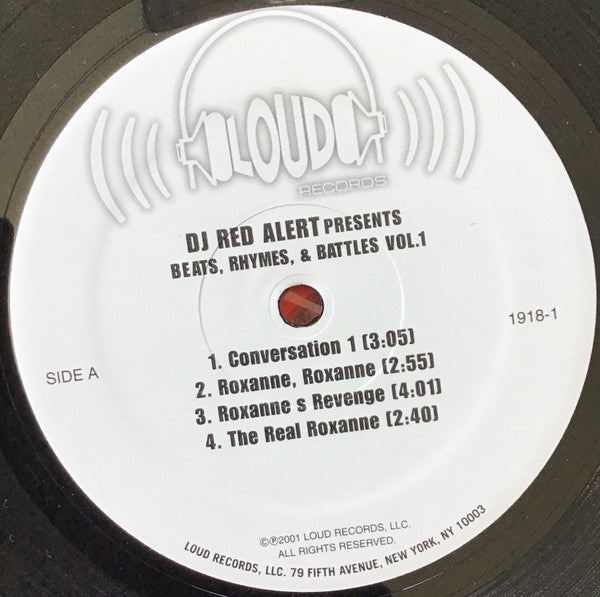 LOUD
RECORDS
DJ RED ALERT PRESENTS
BEATS, RHYMES, & BATTLES VOL.1
SIDE A
1918-1
1. Conversation 1 (3:05)
2. Roxanne, Roxanne (2:55)
3. Roxanne s Revenge (4:01)
4. The Real Roxanne (2:40)
©℗2001 LOUD RECORDS, LLC.
ALL RIGHTS RESERVED.
LOUD RECORDS, LLC. 79 FIFTH AVENUE, NEW YORK, NY 10003